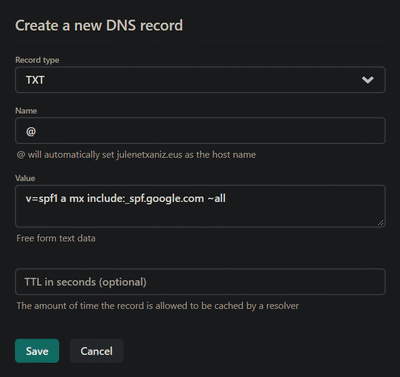 Create a new DNS record
Record type
TXT
Name
@
@ will automatically set julenetxaniz.eus as the host name
Value
v=spf1 a mx include:_spf.google.com ~all
Free form text data
TTL in seconds (optional)
The amount of time the record is allowed to be cached by a resolver
Save Cancel